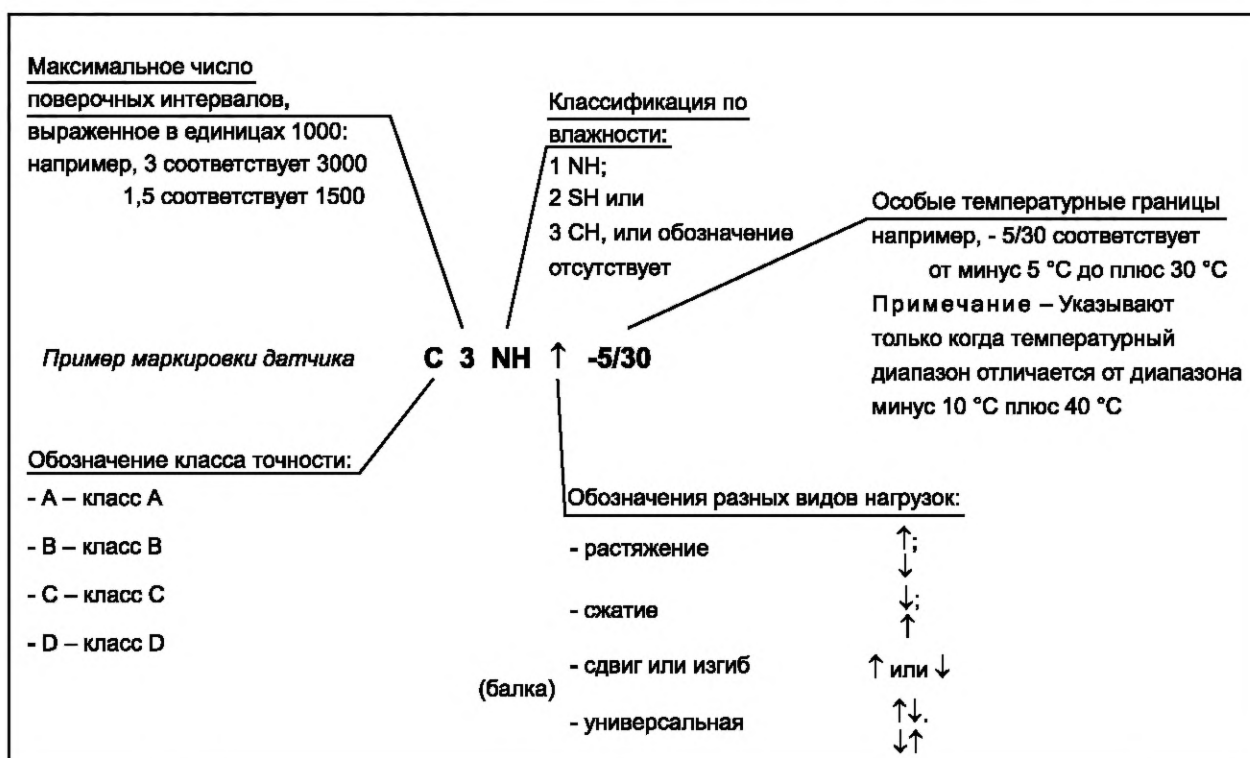 Максимальное число
поверочных интервалов,
выраженное в единицах 1000:
например, 3 соответствует 3000
1,5 соответствует 1500
Классификация по
влажности:
1 NH;
2 SH или
3 CH, или обозначение
отсутствует
Особые температурные границы
например, - 5/30 соответствует
от минус 5 °C до плюс 30 °C
Примечание – Указывают
только когда температурный
диапазон отличается от диапазона
минус 10 °C плюс 40 °C
Пример маркировки датчика C 3 NH ↑ -5/30
Обозначение класса точности:
- A – класс A
- B – класс B
- C – класс C
- D – класс D
Обозначения разных видов нагрузок:
- растяжение ↑;
↓
- сжатие ↓;
↑
- сдвиг или изгиб ↑ или ↓
(балка)
- универсальная ↑↓.
↓↑